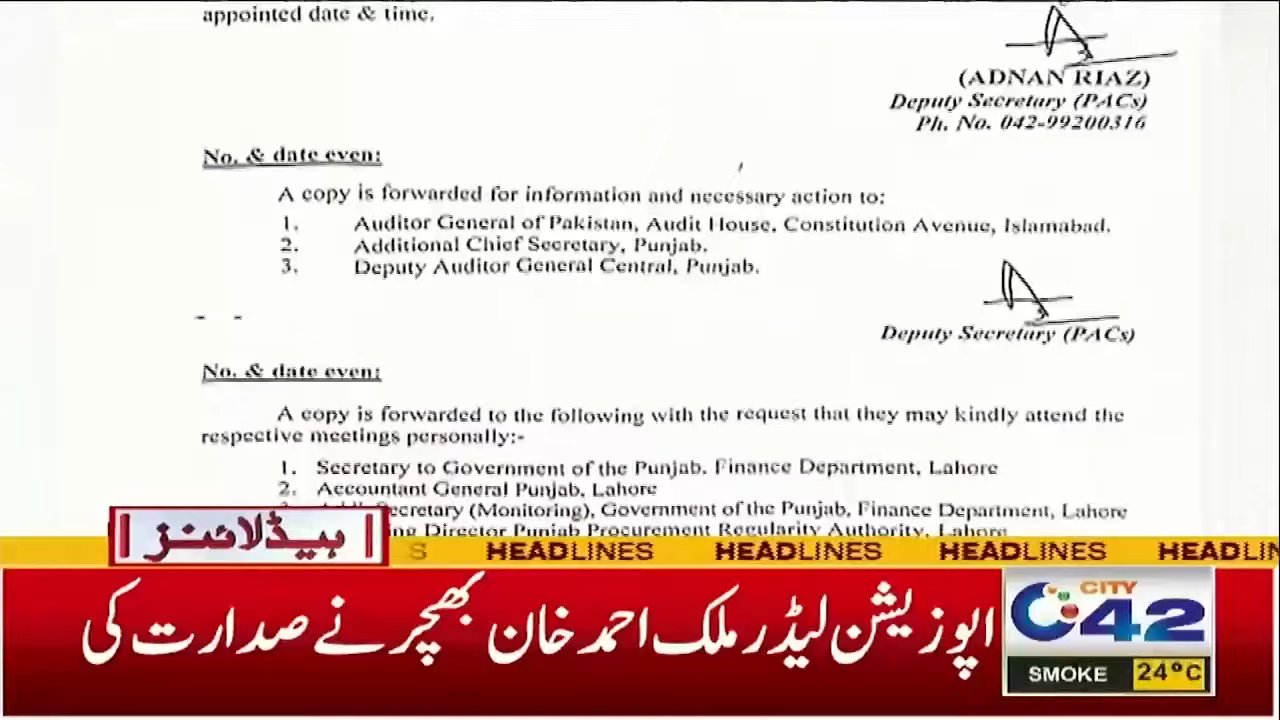 appointed date & time.
(ADNAN RIAZ)
Deputy Secretary (PACs)
Ph. No. 042-99200316
No. & date even:
A copy is forwarded for information and necessary action to:
1. Auditor General of Pakistan, Audit House, Constitution Avenue, Islamabad.
2. Additional Chief Secretary, Punjab.
3. Deputy Auditor General Central, Punjab.
Deputy Secretary (PACs)
No. & date even:
A copy is forwarded to the following with the request that they may kindly attend the
respective meetings personally:-
1. Secretary to Government of the Punjab, Finance Department, Lahore
2. Accountant General Punjab, Lahore
Secretary (Monitoring), Government of the Punjab, Finance Department, Lahore
Director Punjab Procurement Regularity Authority, Lahore
ہیڈلائنز
S HEADLINES HEADLINES HEADLINES HEADLIN
اپوزیشن لیڈر ملک احمد خان بھچر نے صدارت کی
CITY
42
SMOKE 24°C